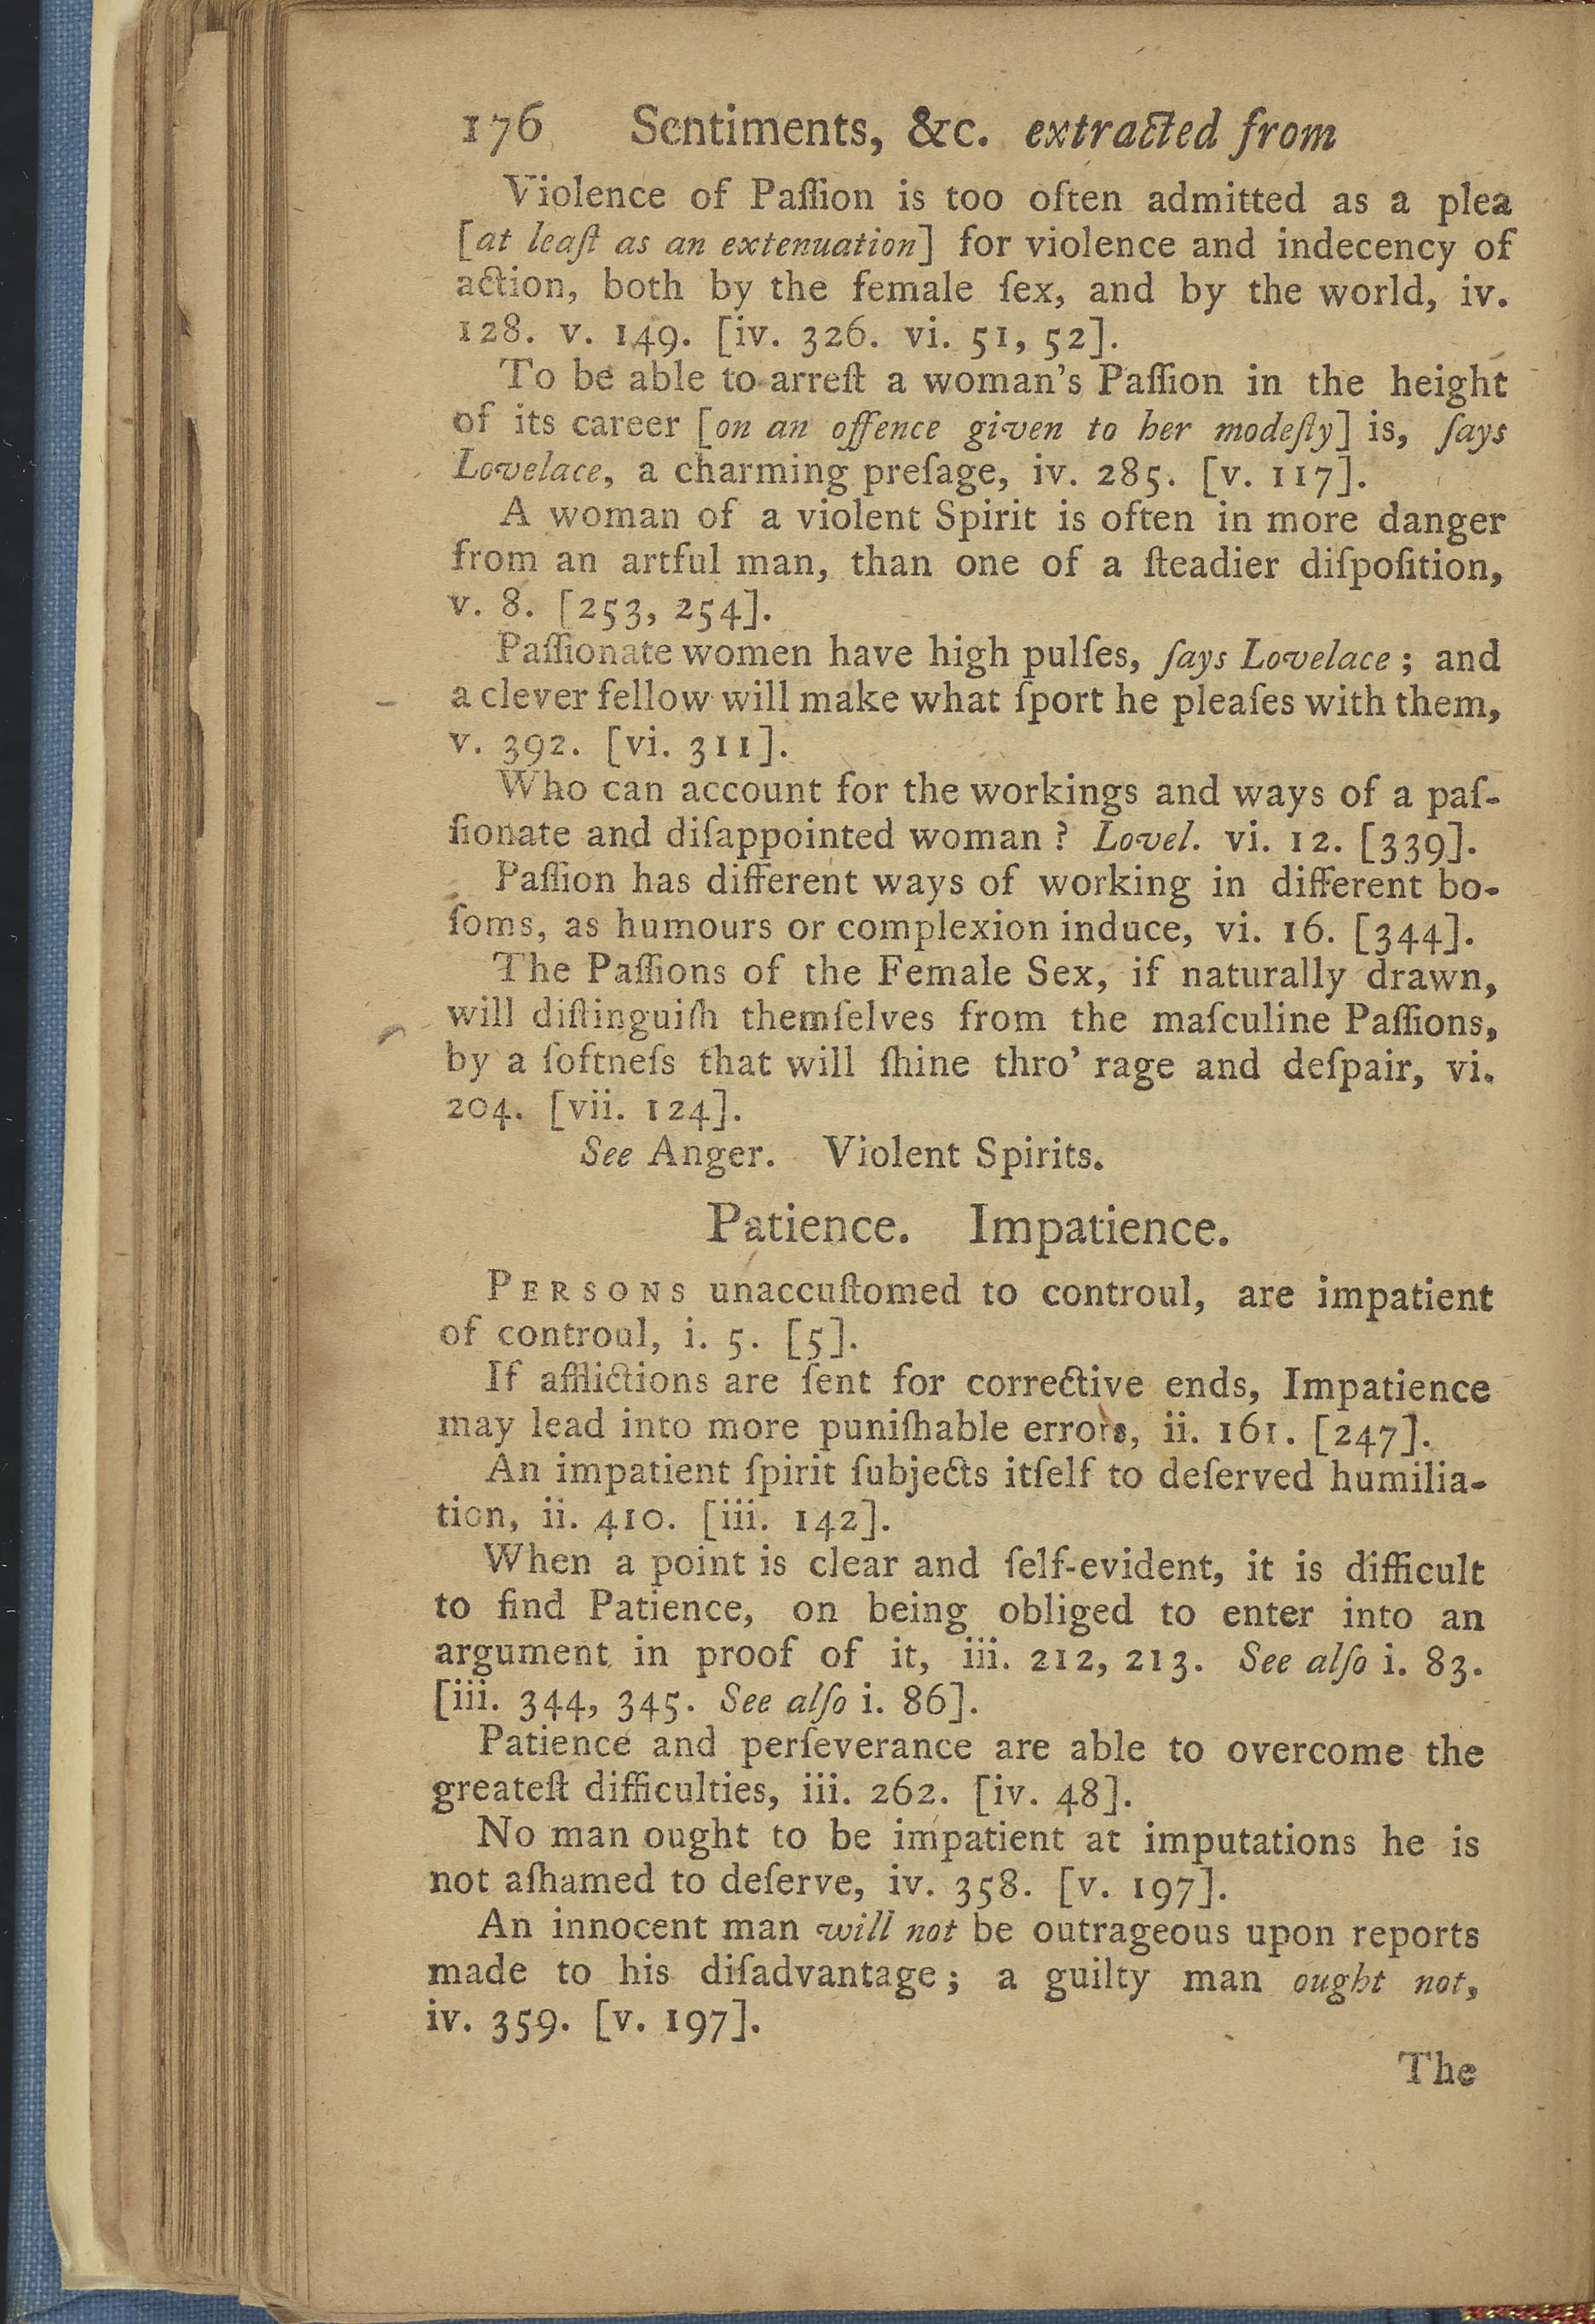 176 Sentiments, &c. extracted from
Violence of Paſſion is too often admitted as a plea
[at leaſt as an extenuation] for violence and indecency of
action, both by the female ſex, and by the world, iv.
128. v. 149. [iv. 326. vi. 51, 52].
To be able to arreſt a woman's Paſſion in the height
of its career [on an offence given to her modeſty] is, ſays
Lovelace, a charming preſage, iv. 285. [v. 117].
A woman of a violent Spirit is often in more danger
from an artful man, than one of a ſteadier diſpoſition,
v. 8. [253, 254].
Paſſionate women have high pulſes, ſays Lovelace; and
a clever fellow will make what ſport he pleaſes with them,
v. 392. [vi. 311].
Who can account for the workings and ways of a paſ-
ſionate and diſappointed woman? Lovel. vi. 12. [339].
Paſſion has different ways of working in different bo-
ſoms, as humours or complexion induce, vi. 16. [344].
The Paſſions of the Female Sex, if naturally drawn,
will diſtinguiſh themſelves from the maſculine Paſſions,
by a ſoftneſs that will ſhine thro' rage and deſpair, vi.
204. [vii. 124].
See Anger. Violent Spirits.
Patience. Impatience.
PERSONS unaccuſtomed to controul, are impatient
of controul, i. 5. [5].
If afflictions are ſent for corrective ends, Impatience
may lead into more puniſhable errors, ii. 161. [247].
An impatient ſpirit ſubjects itſelf to deſerved humilia-
tion, ii. 410. [iii. 142].
When a point is clear and ſelf-evident, it is difficult
to find Patience, on being obliged to enter into an
argument in proof of it, iii. 212, 213. See alſo i. 83.
[iii. 344, 345. See alſo i. 86].
Patience and perſeverance are able to overcome the
greateſt difficulties, iii. 262. [iv. 48].
No man ought to be impatient at imputations he is
not aſhamed to deſerve, iv. 358. [v. 197].
An innocent man will not be outrageous upon reports
made to his diſadvantage; a guilty man ought not,
iv. 359. [v. 197].
The